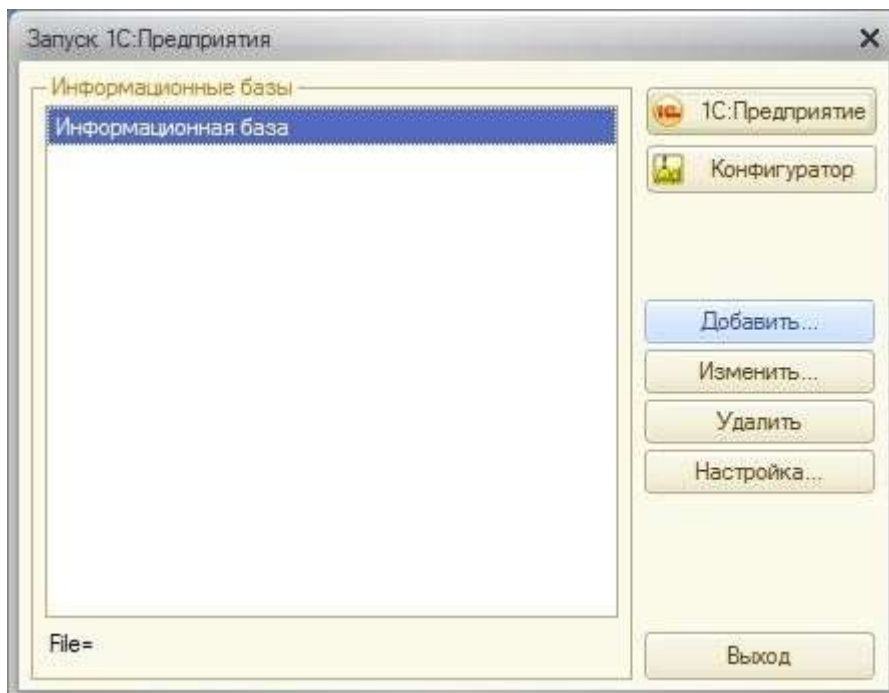 Запуск 1С:Предприятия
Информационные базы
Информационная база
1С:Предприятие
Конфигуратор
Добавить...
Изменить...
Удалить
Настройка...
File=
Выход